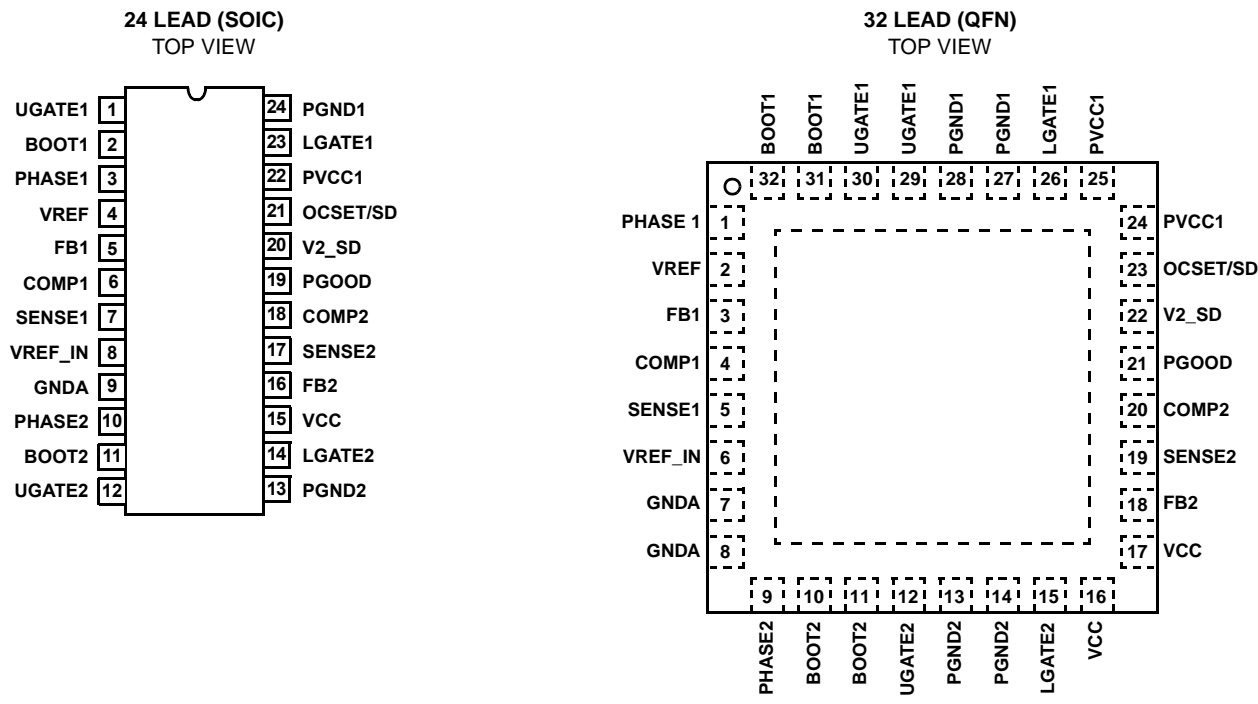 24 LEAD (SOIC)
TOP VIEW
UGATE1 1
BOOT1 2
PHASE1 3
VREF 4
FB1 5
COMP1 6
SENSE1 7
VREF_IN 8
GNDA 9
PHASE2 10
BOOT2 11
UGATE2 12
24 PGND1
23 LGATE1
22 PVCC1
21 OCSET/SD
20 V2_SD
19 PGOOD
18 COMP2
17 SENSE2
16 FB2
15 VCC
14 LGATE2
13 PGND2
32 LEAD (QFN)
TOP VIEW
BOOT1 BOOT1 UGATE1 UGATE1 PGND1 PGND1 LGATE1 PVCC1
32 31 30 29 28 27 26 25
PHASE 1 1
VREF 2
FB1 3
COMP1 4
SENSE1 5
VREF_IN 6
GNDA 7
GNDA 8
24 PVCC1
23 OCSET/SD
22 V2_SD
21 PGOOD
20 COMP2
19 SENSE2
18 FB2
17 VCC
9 10 11 12 13 14 15 16
PHASE2 BOOT2 BOOT2 UGATE2 PGND2 PGND2 LGATE2 VCC